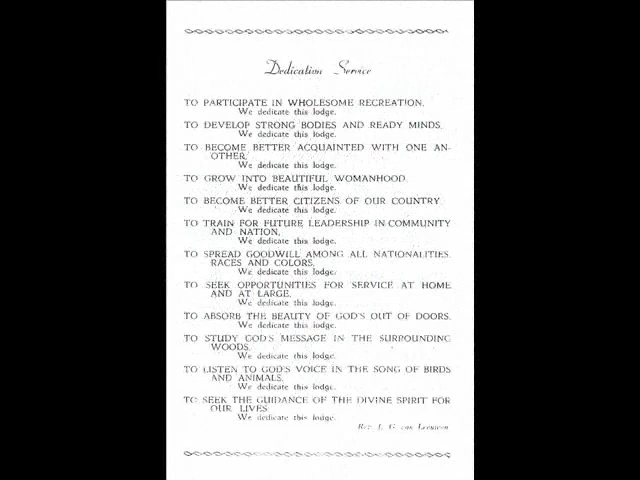 Dedication Service
TO PARTICIPATE IN WHOLESOME RECREATION,
We dedicate this lodge.
TO DEVELOP STRONG BODIES AND READY MINDS,
We dedicate this lodge.
TO BECOME BETTER ACQUAINTED WITH ONE AN-
OTHER,
We dedicate this lodge.
TO GROW INTO BEAUTIFUL WOMANHOOD,
We dedicate this lodge.
TO BECOME BETTER CITIZENS OF OUR COUNTRY,
We dedicate this lodge.
TO TRAIN FOR FUTURE LEADERSHIP IN COMMUNITY
AND NATION,
We dedicate this lodge.
TO SPREAD GOODWILL AMONG ALL NATIONALITIES,
RACES AND COLORS,
We dedicate this lodge.
TO SEEK OPPORTUNITIES FOR SERVICE AT HOME
AND AT LARGE,
We dedicate this lodge.
TO ABSORB THE BEAUTY OF GOD'S OUT OF DOORS,
We dedicate this lodge.
TO STUDY GOD'S MESSAGE IN THE SURROUNDING
WOODS,
We dedicate this lodge.
TO LISTEN TO GOD'S VOICE IN THE SONG OF BIRDS
AND ANIMALS,
We dedicate this lodge.
TO SEEK THE GUIDANCE OF THE DIVINE SPIRIT FOR
OUR LIVES
We dedicate this lodge.
Rev. L. G. van Leeuwen